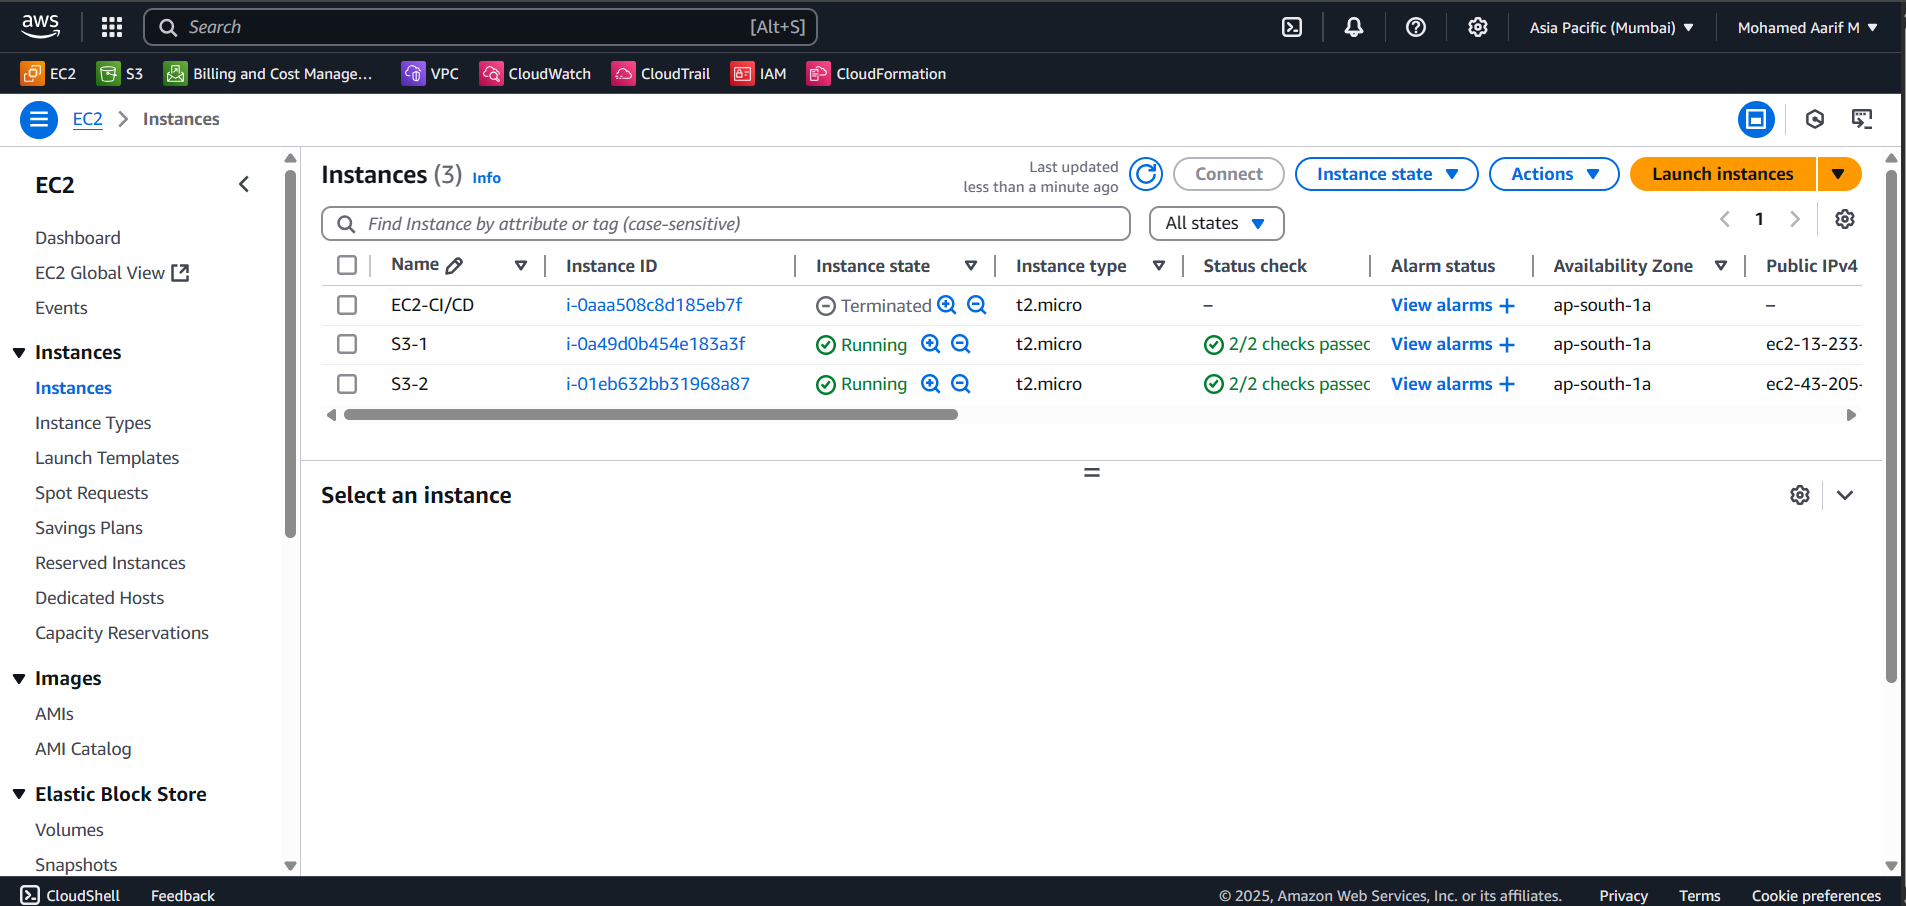 aws Search [Alt+S] Asia Pacific (Mumbai) Mohamed Aarif M
EC2 S3 Billing and Cost Manage... VPC CloudWatch CloudTrail IAM CloudFormation
EC2 Instances
EC2
Dashboard
EC2 Global View
Events
Instances
Instances
Instance Types
Launch Templates
Spot Requests
Savings Plans
Reserved Instances
Dedicated Hosts
Capacity Reservations
Images
AMIs
AMI Catalog
Elastic Block Store
Volumes
Snapshots
Instances (3) Info
Last updated
less than a minute ago
Connect Instance state Actions Launch instances
Find Instance by attribute or tag (case-sensitive) All states 1
Name Instance ID Instance state Instance type Status check Alarm status Availability Zone Public IPv4
EC2-CI/CD i-0aaa508c8d185eb7f Terminated t2.micro – View alarms + ap-south-1a –
S3-1 i-0a49d0b454e183a3f Running t2.micro 2/2 checks passed View alarms + ap-south-1a ec2-13-233-
S3-2 i-01eb632bb31968a87 Running t2.micro 2/2 checks passed View alarms + ap-south-1a ec2-43-205-
Select an instance
CloudShell Feedback © 2025, Amazon Web Services, Inc. or its affiliates. Privacy Terms Cookie preferences